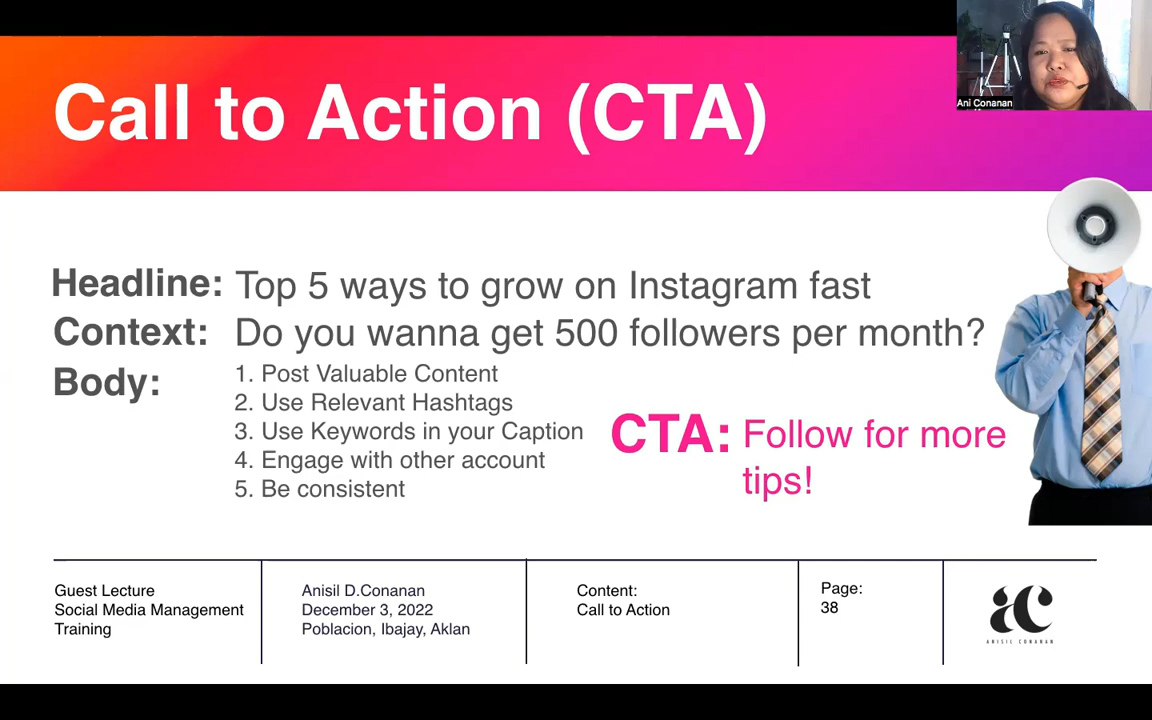 Call to Action (CTA)
Ani Conanan
Headline: Top 5 ways to grow on Instagram fast
Context: Do you wanna get 500 followers per month?
Body:
1. Post Valuable Content
2. Use Relevant Hashtags
3. Use Keywords in your Caption
4. Engage with other account
5. Be consistent
CTA: Follow for more
tips!
Guest Lecture
Social Media Management
Training
Anisil D.Conanan
December 3, 2022
Poblacion, Ibajay, Aklan
Content:
Call to Action
Page:
38
ac
ANISIL CONANAN